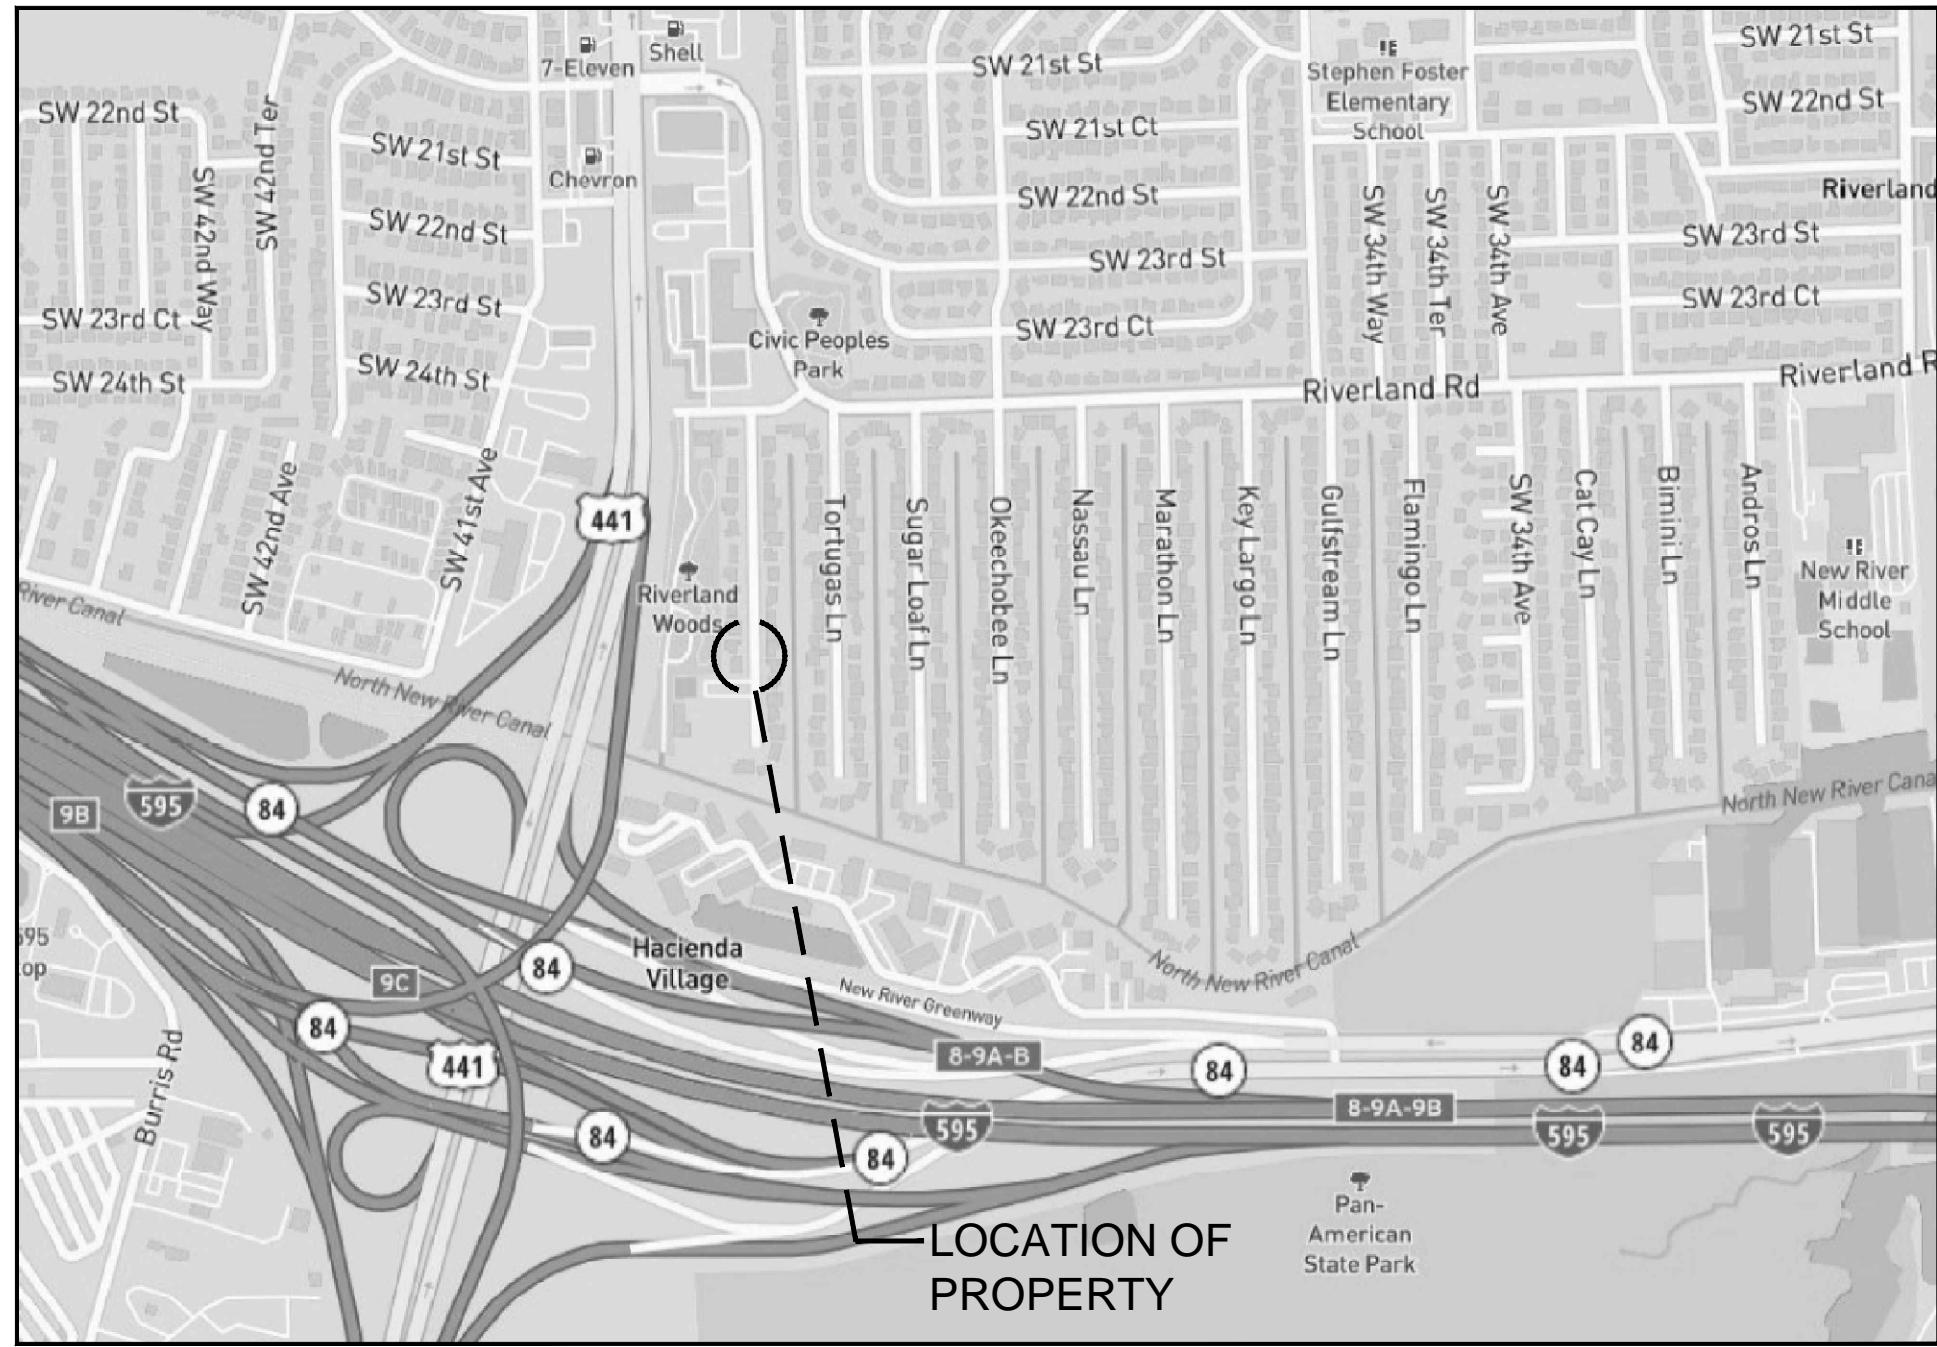 Shell
7-Eleven
SW 21st St
Stephen Foster
Elementary
School
SW 21st St
SW 22nd St
SW 22nd St
SW 42nd Ter
SW 21st St
Chevron
SW 21st Ct
SW 22nd St
SW 42nd Way
SW 22nd St
SW 34th Way
SW 34th Ter
SW 34th Ave
Riverland
SW 23rd St
SW 23rd St
SW 23rd Ct
SW 23rd St
SW 23rd Ct
SW 23rd Ct
Civic Peoples
Park
SW 24th St
SW 24th St
Riverland Rd
Riverland R
SW 42nd Ave
SW 41st Ave
441
Tortugas Ln
Sugar Loaf Ln
Okeechobee Ln
Nassau Ln
Marathon Ln
Key Largo Ln
Gulfstream Ln
Flamingo Ln
SW 34th Ave
Cat Cay Ln
Bimini Ln
Andros Ln
New River
Middle
School
Riverland
Woods
River Canal
North New River Canal
North New River Cana
9B
595
84
Hacienda
Village
84
9C
84
441
New River Greenway
North New River Canal
8-9A-B
84
84
84
8-9A-9B
595
595
595
84
84
Burris Rd
595
op
Pan-
American
State Park
LOCATION OF
PROPERTY